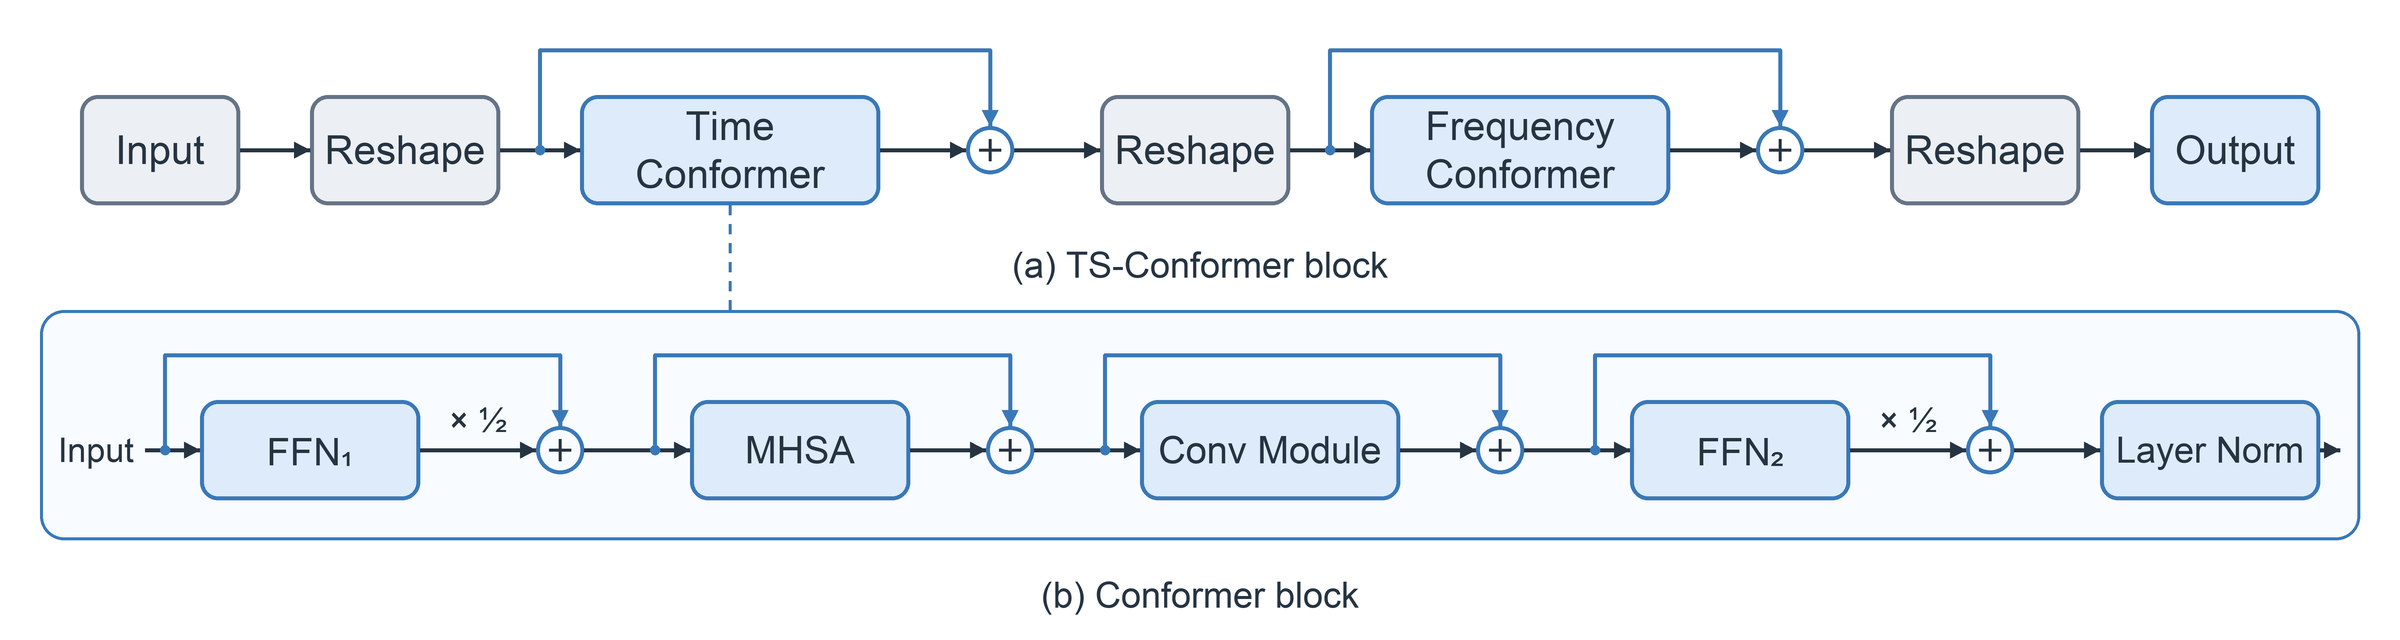 Input
Reshape
Time
Conformer
+
Reshape
Frequency
Conformer
+
Reshape
Output
(a) TS-Conformer block
Input
FFN₁
× ½
+
MHSA
+
Conv Module
+
FFN₂
× ½
+
Layer Norm
(b) Conformer block